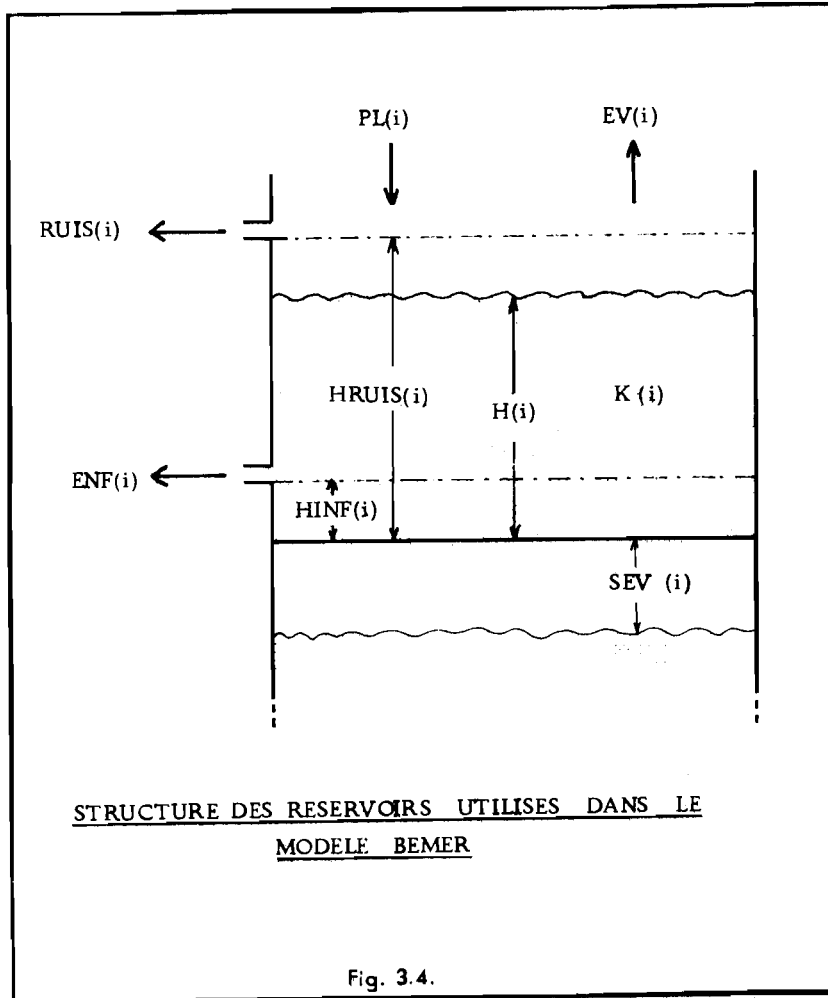 PL(i)
EV(i)
RUIS(i)
HRUIS(i)
H(i)
K (i)
ENF(i)
HINF(i)
SEV (i)
STRUCTURE DES RESERVOIRS UTILISES DANS LE
MODELE BEMER
Fig. 3.4.